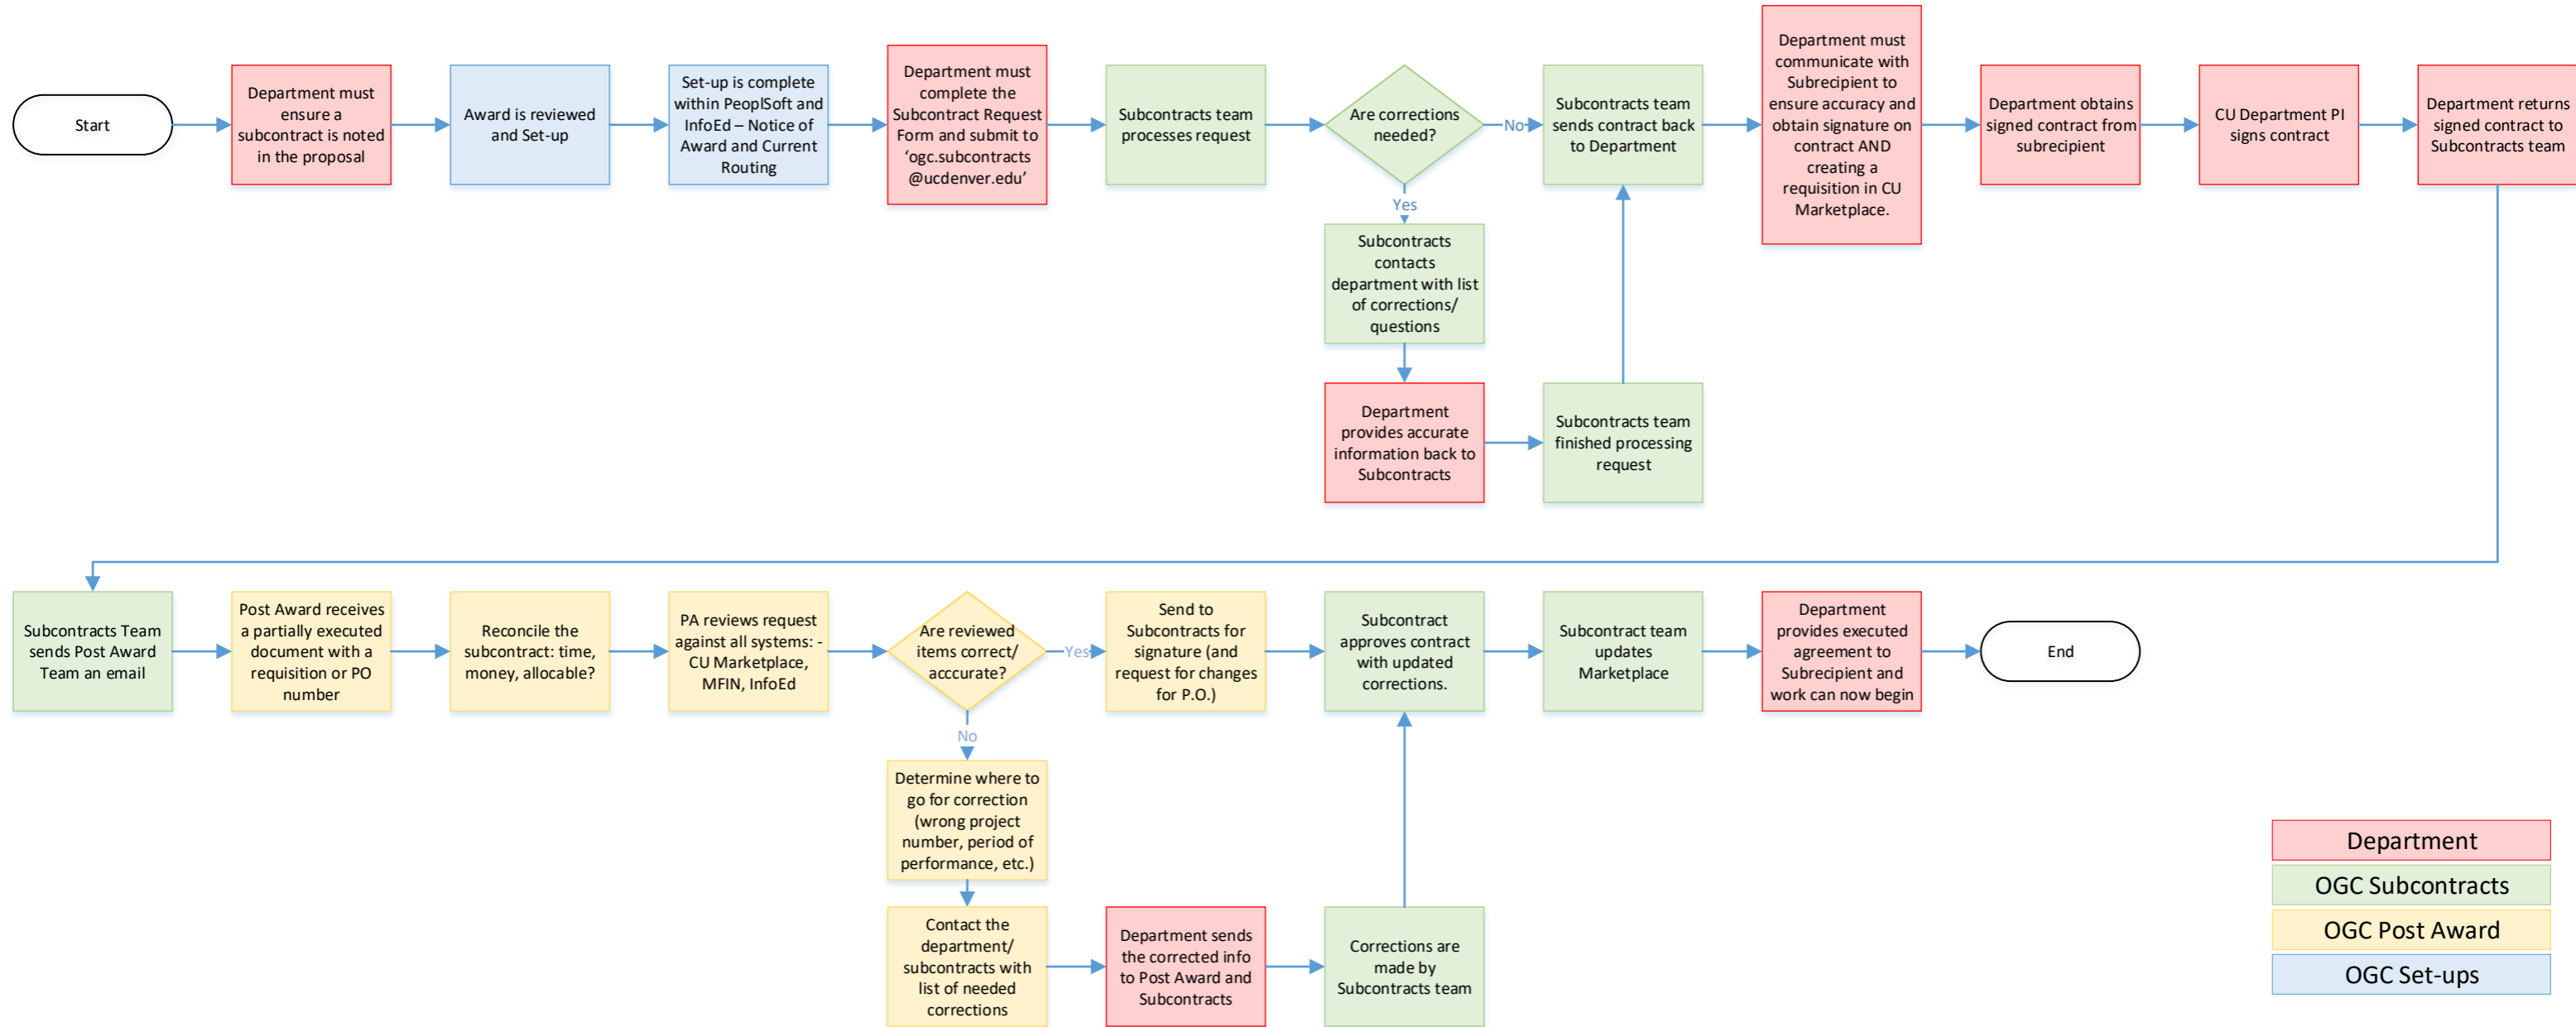 Start
Department must
ensure a
subcontract is noted
in the proposal
Award is reviewed
and Set-up
Set-up is complete
within PeoplSoft and
InfoEd – Notice of
Award and Current
Routing
Department must
complete the
Subcontract Request
Form and submit to
‘ogc.subcontracts
@ucdenver.edu’
Subcontracts team
processes request
Are corrections
needed?
No
Yes
Subcontracts
contacts
department with list
of corrections/
questions
Department
provides accurate
information back to
Subcontracts
Subcontracts team
finished processing
request
Subcontracts team
sends contract back
to Department
Department must
communicate with
Subrecipient to
ensure accuracy and
obtain signature on
contract AND
creating a
requisition in CU
Marketplace.
Department obtains
signed contract from
subrecipient
CU Department PI
signs contract
Department returns
signed contract to
Subcontracts team
Subcontracts Team
sends Post Award
Team an email
Post Award receives
a partially executed
document with a
requisition or PO
number
Reconcile the
subcontract: time,
money, allocable?
PA reviews request
against all systems: -
CU Marketplace,
MFIN, InfoEd
Are reviewed
items correct/
acccurate?
Yes
No
Determine where to
go for correction
(wrong project
number, period of
performance, etc.)
Contact the
department/
subcontracts with
list of needed
corrections
Department sends
the corrected info
to Post Award and
Subcontracts
Corrections are
made by
Subcontracts team
Send to
Subcontracts for
signature (and
request for changes
for P.O.)
Subcontract
approves contract
with updated
corrections.
Subcontract team
updates
Marketplace
Department
provides executed
agreement to
Subrecipient and
work can now begin
End
Department
OGC Subcontracts
OGC Post Award
OGC Set-ups